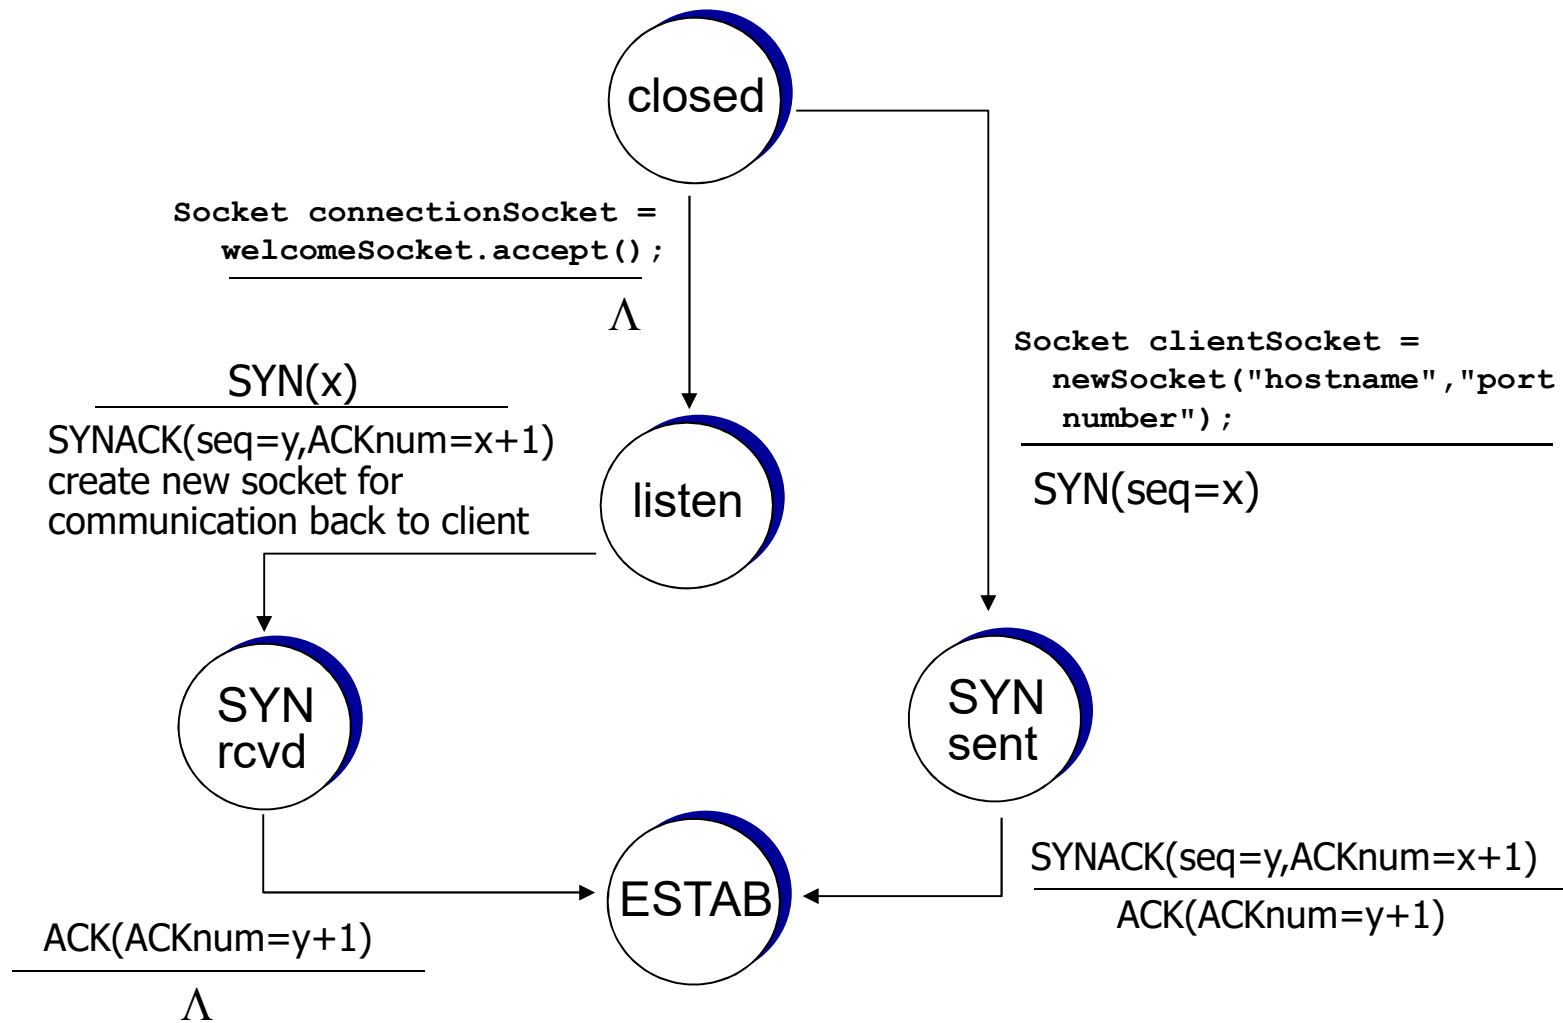 closed
Socket connectionSocket =
welcomeSocket.accept();
Λ
Socket clientSocket =
newSocket("hostname","port
number");
SYN(seq=x)
SYN(x)
SYNACK(seq=y,ACKnum=x+1)
create new socket for
communication back to client
listen
SYN
rcvd
SYN
sent
ESTAB
SYNACK(seq=y,ACKnum=x+1)
ACK(ACKnum=y+1)
ACK(ACKnum=y+1)
Λ